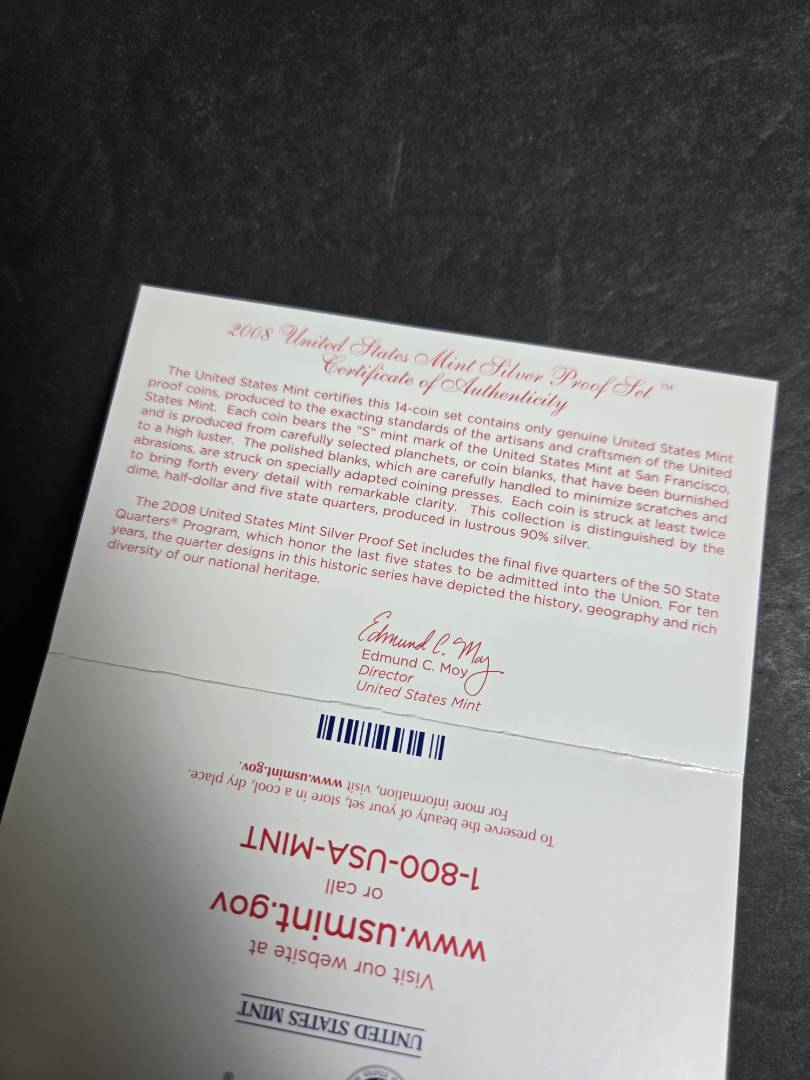 2008 United States Mint Silver Proof Set ™
Certificate of Authenticity
The United States Mint certifies this 14-coin set contains only genuine United States Mint
proof coins, produced to the exacting standards of the artisans and craftsmen of the United
States Mint. Each coin bears the "S" mint mark of the United States Mint at San Francisco,
and is produced from carefully selected planchets, or coin blanks, that have been burnished
to a high luster. The polished blanks, which are carefully handled to minimize scratches and
abrasions, are struck on specially adapted coining presses. Each coin is struck at least twice
to bring forth every detail with remarkable clarity. This collection is distinguished by the
dime, half-dollar and five state quarters, produced in lustrous 90% silver.
The 2008 United States Mint Silver Proof Set includes the final five quarters of the 50 State
Quarters® Program, which honor the last five states to be admitted into the Union. For ten
years, the quarter designs in this historic series have depicted the history, geography and rich
diversity of our national heritage.
Edmund C. Moy
Edmund C. Moy
Director
United States Mint
UNITED STATES MINT
Visit our website at
www.usmint.gov
or call
1-800-USA-MINT
To preserve the beauty of your set, store in a cool, dry place.
For more information, visit www.usmint.gov.